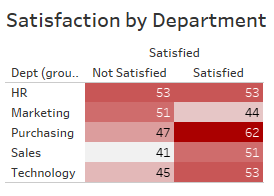 Satisfaction by Department
Satisfied
Dept (grou.. Not Satisfied Satisfied
HR 53 53
Marketing 51 44
Purchasing 47 62
Sales 41 51
Technology 45 53